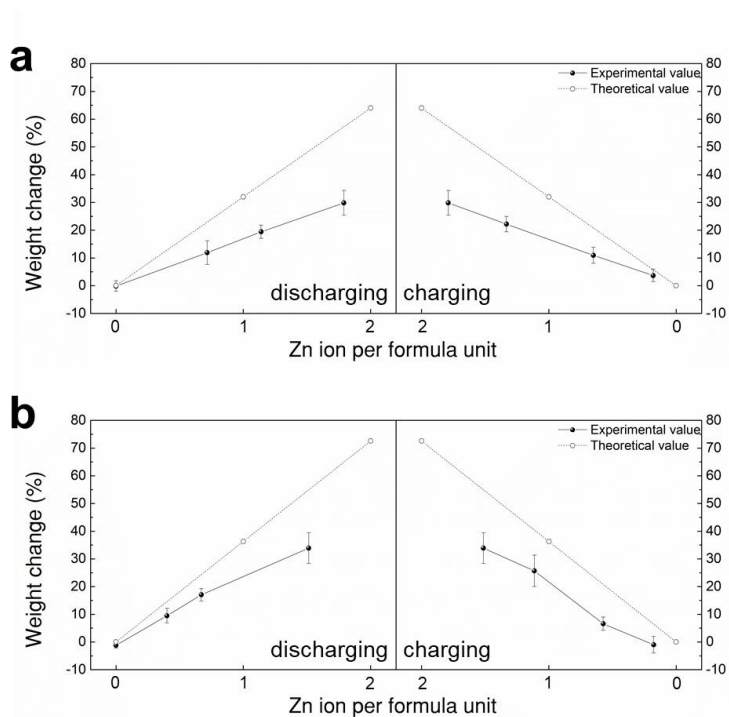 a
80
70
60
50
40
30
20
10
0
-10
Weight change (%)
Experimental value
Theoretical value
80
70
60
50
40
30
20
10
0
-10
discharging charging
0 1 2 2 1 0
Zn ion per formula unit
b
80
70
60
50
40
30
20
10
0
-10
Weight change (%)
Experimental value
Theoretical value
80
70
60
50
40
30
20
10
0
-10
discharging charging
0 1 2 2 1 0
Zn ion per formula unit